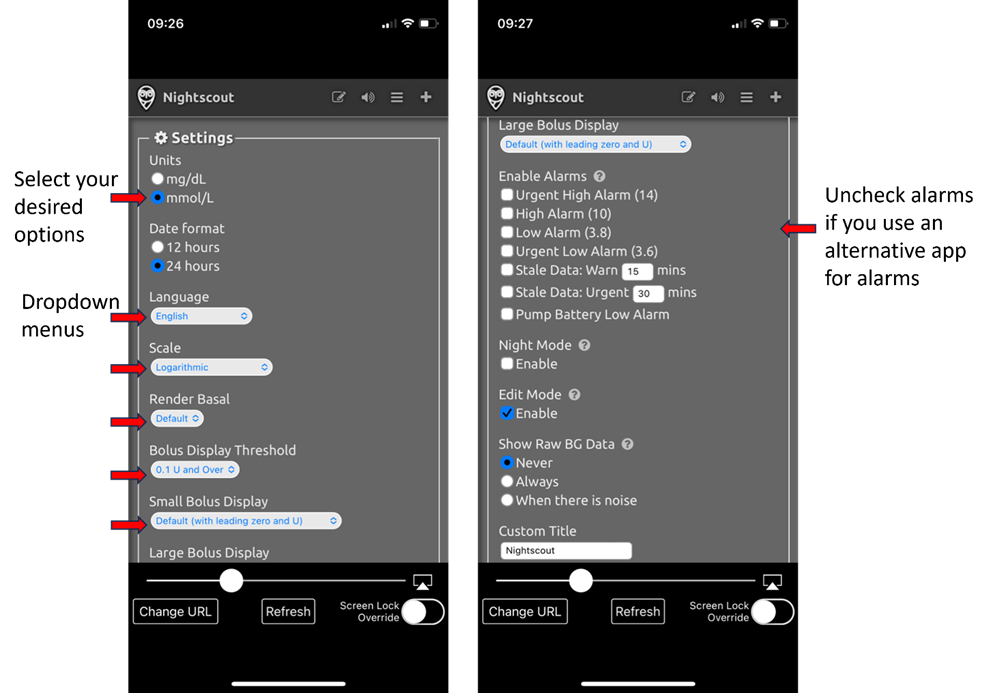 Select your
desired
options
Dropdown
menus
09:26
Nightscout
Settings
Units
mg/dL
mmol/L
Date format
12 hours
24 hours
Language
English
Scale
Logarithmic
Render Basal
Default
Bolus Display Threshold
0.1 U and Over
Small Bolus Display
Default (with leading zero and U)
Large Bolus Display
Change URL
Refresh
Screen Lock
Override
09:27
Nightscout
Large Bolus Display
Default (with leading zero and U)
Enable Alarms
Urgent High Alarm (14)
High Alarm (10)
Low Alarm (3.8)
Urgent Low Alarm (3.6)
Stale Data: Warn 15 mins
Stale Data: Urgent 30 mins
Pump Battery Low Alarm
Night Mode
Enable
Edit Mode
Enable
Show Raw BG Data
Never
Always
When there is noise
Custom Title
Nightscout
Change URL
Refresh
Screen Lock
Override
Uncheck alarms
if you use an
alternative app
for alarms